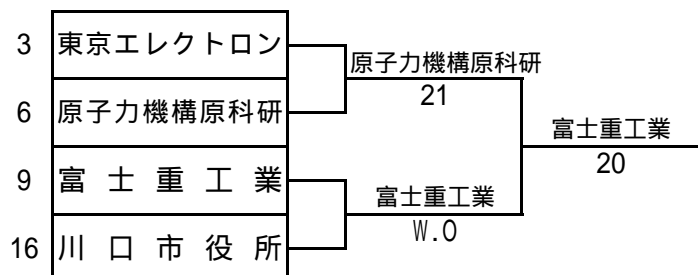 3 東京エレクトロン
原子力機構原科研
21
6 原子力機構原科研
富士重工業
20
9 富士重工業
富士重工業
W.O
16 川口市役所